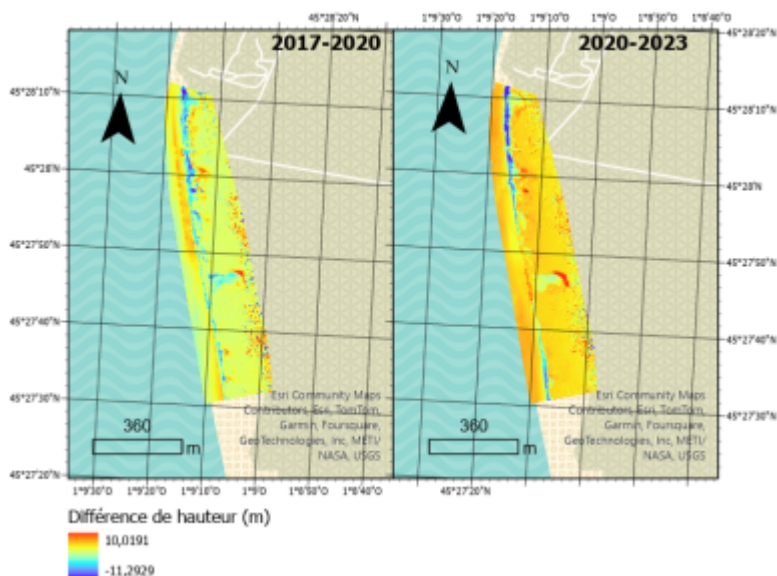 45°28'20"N 1°9'30"O 1°9'20"O 1°9'10"O 1°9'O 1°8'50"O 1°8'40"O
2017-2020 2020-2023
45°28'20"N
N N
45°28'10"N 45°28'10"N
45°28'N 45°28'N
45°27'50"N 45°27'50"N
45°27'40"N 45°27'40"N
45°27'30"N 45°27'30"N
Esri Community Maps Esri Community Maps
Contributors, Esri, TomTom, Contributors, Esri, TomTom,
Garmin, Foursquare, Garmin, Foursquare,
360 360
GeoTechnologies, Inc, METI/ GeoTechnologies, Inc, METI/
m m
NASA, USGS NASA, USGS
45°27'20"N
1°9'30"O 1°9'20"O 1°9'10"O 1°9'O 1°8'50"O 1°8'40"O 45°27'20"N
Différence de hauteur (m)
10,0191
-11,2929